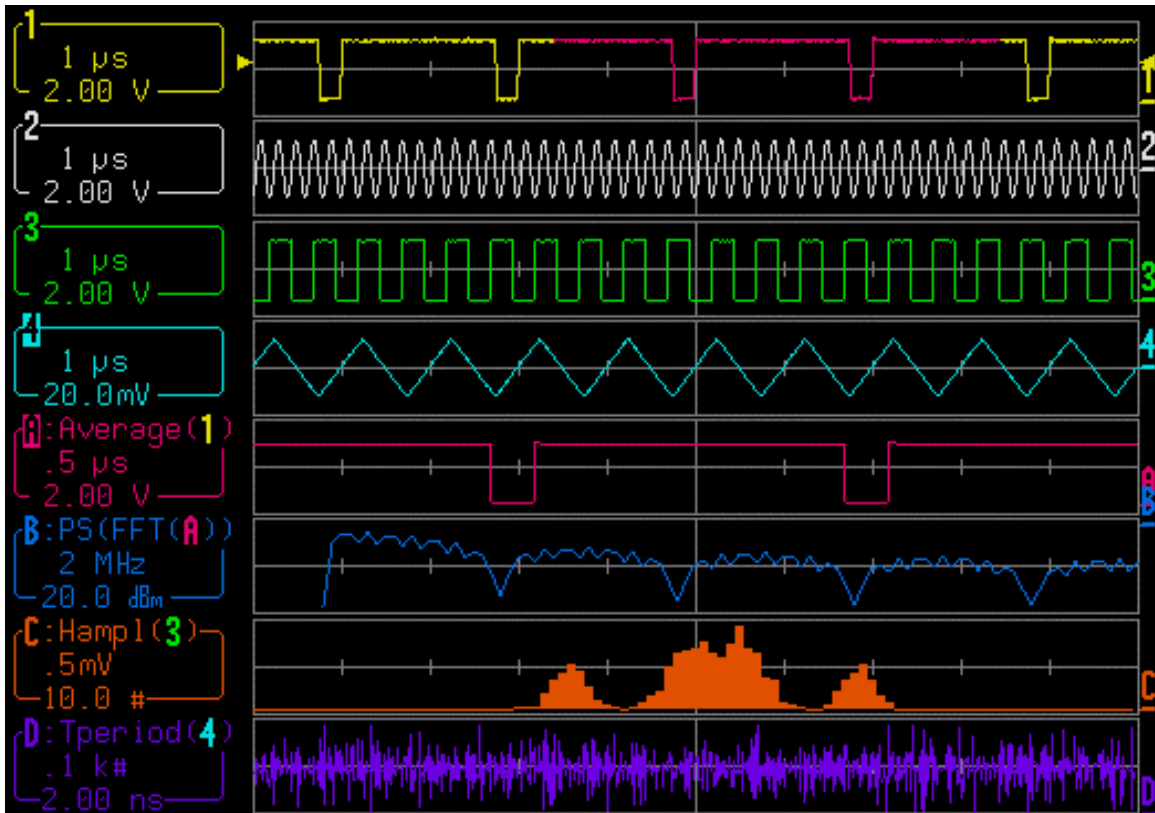 1
1 µs
2.00 V
1
2
1 µs
2.00 V
2
3
1 µs
2.00 V
3
4
1 µs
20.0mV
4
A:Average(1)
.5 µs
2.00 V
A
B:PS(FFT(A))
2 MHz
20.0 dBm
B
C:Hampl(3)
.5mV
10.0 #
C
D:Tperiod(4)
.1 k#
2.00 ns
D